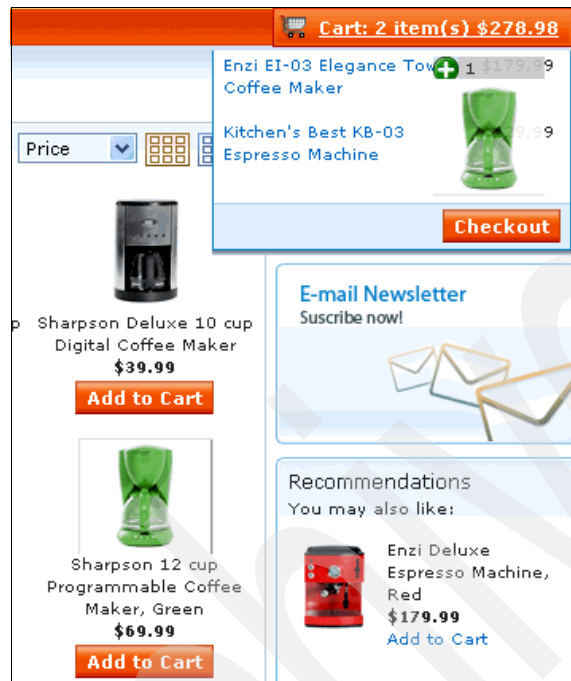 Cart: 2 item(s) $278.98
Enzi EI-03 Elegance Tow
1 $179.99
Coffee Maker
Kitchen's Best KB-03
Espresso Machine
Checkout
Price
E-mail Newsletter
Suscribe now!
p Sharpson Deluxe 10 cup
Digital Coffee Maker
$39.99
Add to Cart
Sharpson 12 cup
Programmable Coffee
Maker, Green
$69.99
Add to Cart
Recommendations
You may also like:
Enzi Deluxe
Espresso Machine,
Red
$179.99
Add to Cart